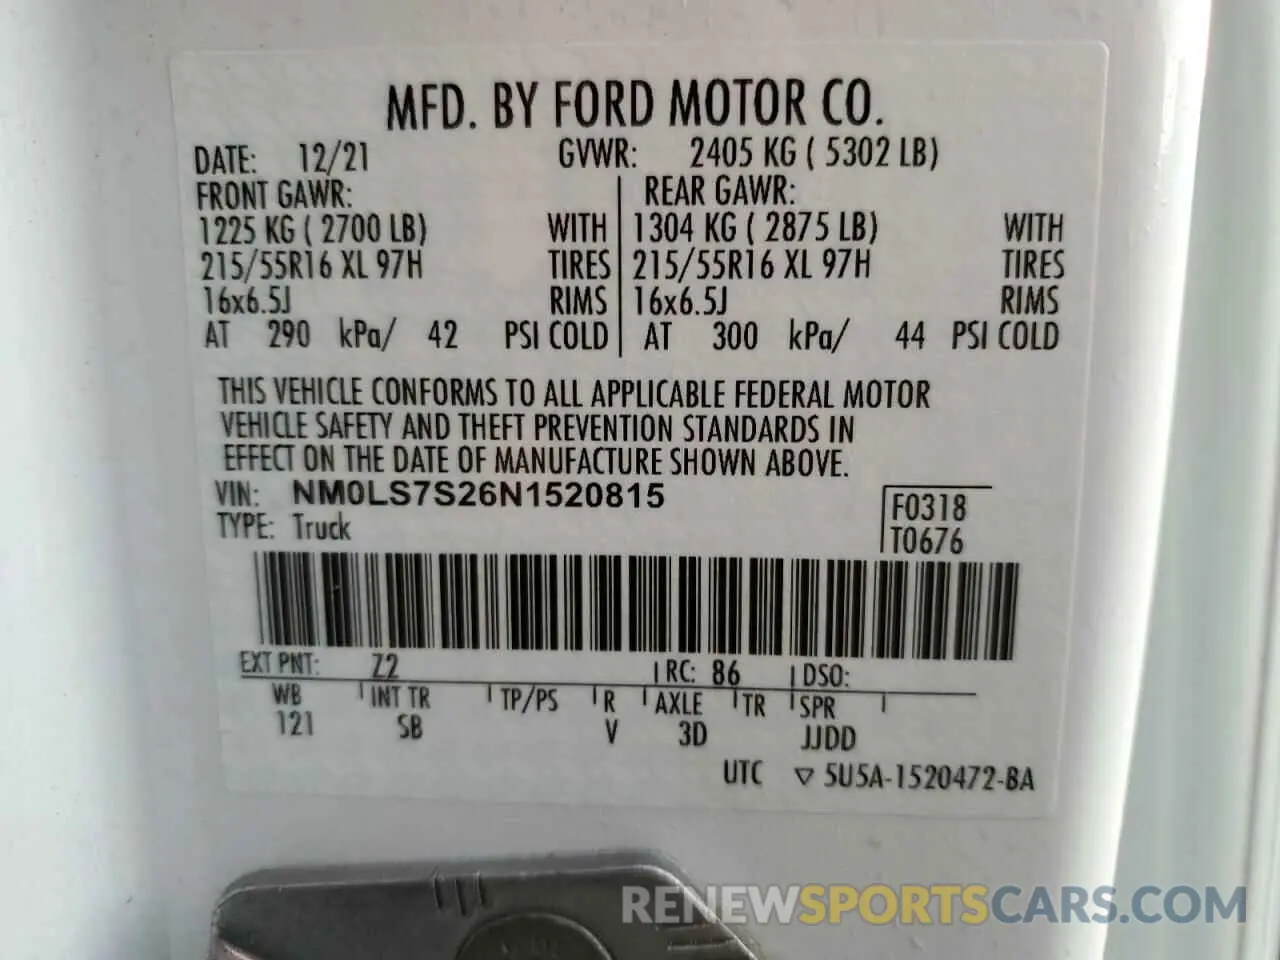 MFD. BY FORD MOTOR CO.
DATE: 12/21 GVWR: 2405 KG ( 5302 LB)
FRONT GAWR: REAR GAWR:
1225 KG ( 2700 LB) WITH 1304 KG ( 2875 LB) WITH
215/55R16 XL 97H TIRES 215/55R16 XL 97H TIRES
16x6.5J RIMS 16x6.5J RIMS
AT 290 kPa/ 42 PSI COLD AT 300 kPa/ 44 PSI COLD
THIS VEHICLE CONFORMS TO ALL APPLICABLE FEDERAL MOTOR
VEHICLE SAFETY AND THEFT PREVENTION STANDARDS IN
EFFECT ON THE DATE OF MANUFACTURE SHOWN ABOVE.
VIN: NM0LS7S26N1520815 F0318
TYPE: Truck T0676
EXT PNT: Z2 RC: 86 DSO:
WB INT TR TP/PS R AXLE TR SPR
121 SB V 3D JJDD
UTC ▽ 5U5A-1520472-BA
RENEWSPORTSCARS.COM